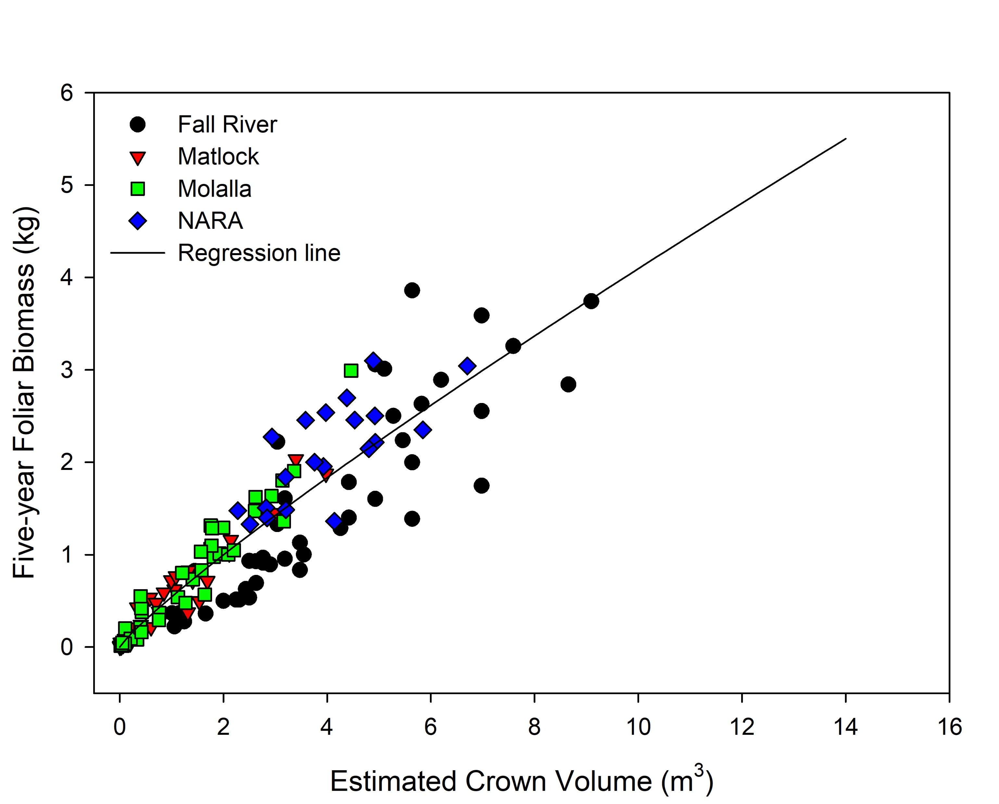 6
5
4
3
2
1
0
Five-year Foliar Biomass (kg)
Fall River
Matlock
Molalla
NARA
Regression line
0 2 4 6 8 10 12 14 16
Estimated Crown Volume (m³)